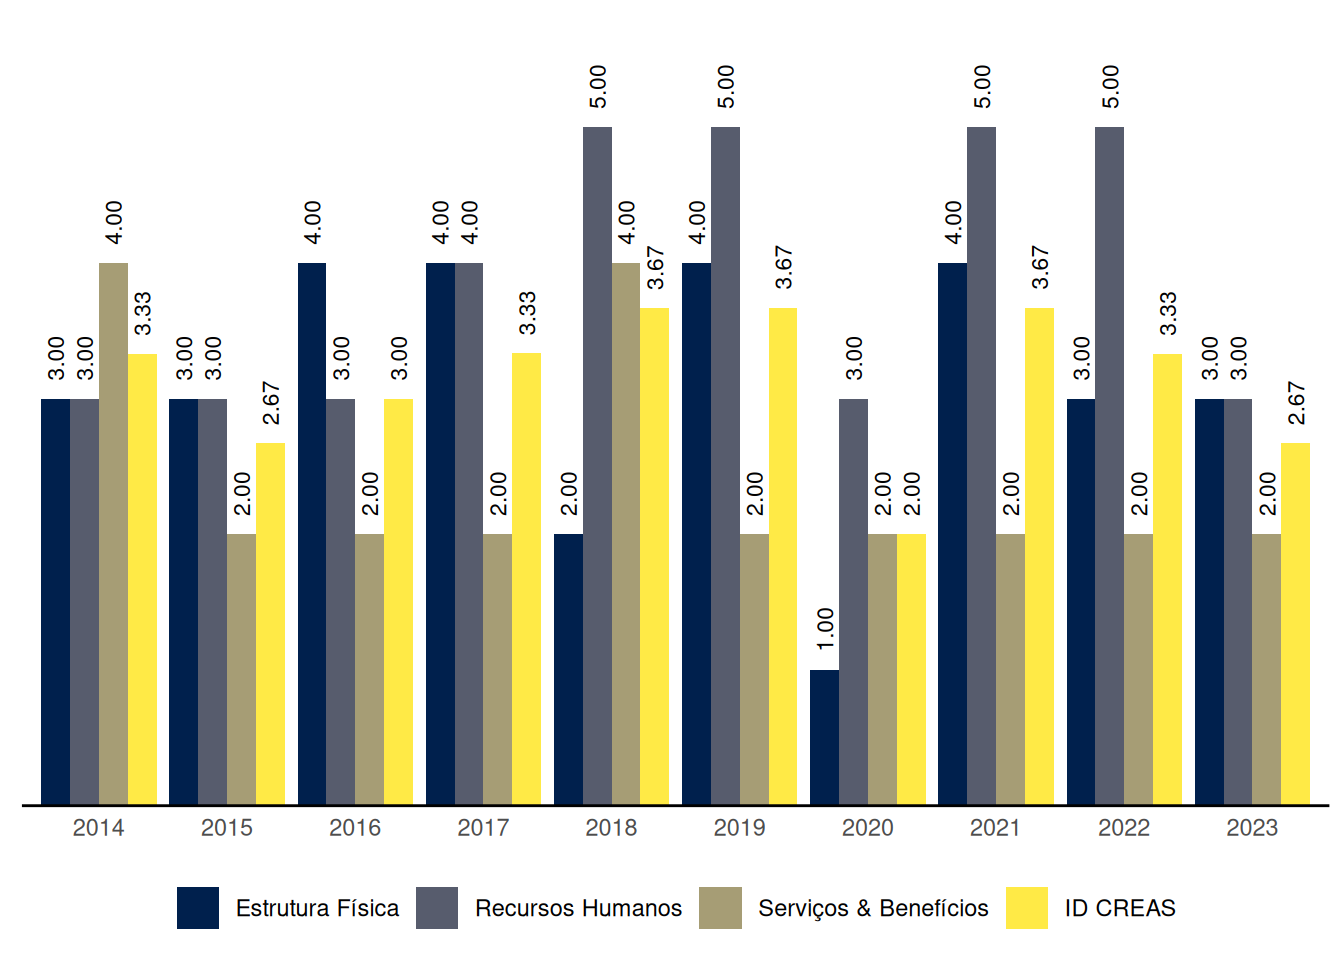 5.00 5.00 5.00 5.00
4.00 4.00 4.00 4.00 4.00 4.00 4.00
3.33 3.33 3.67 3.67 3.67 3.33
3.00 3.00 3.00 3.00 3.00 3.00 3.00 3.00 3.00 3.00
2.67 2.67
2.00 2.00 2.00 2.00 2.00 2.00 2.00 2.00 2.00 2.00
1.00
2014 2015 2016 2017 2018 2019 2020 2021 2022 2023
Estrutura Física Recursos Humanos Serviços & Benefícios ID CREAS